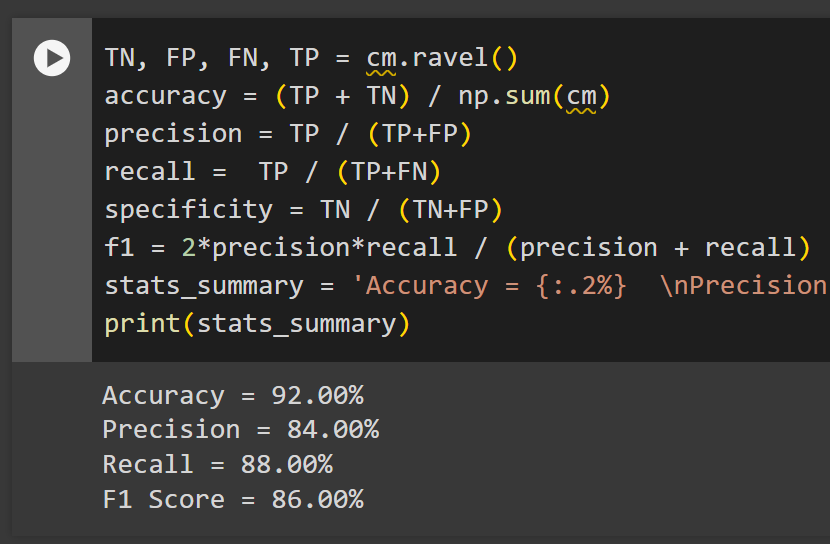 TN, FP, FN, TP = cm.ravel()
accuracy = (TP + TN) / np.sum(cm)
precision = TP / (TP+FP)
recall =  TP / (TP+FN)
specificity = TN / (TN+FP)
f1 = 2*precision*recall / (precision + recall)
stats_summary = 'Accuracy = {:.2%}  \nPrecision
print(stats_summary)
Accuracy = 92.00%
Precision = 84.00%
Recall = 88.00%
F1 Score = 86.00%